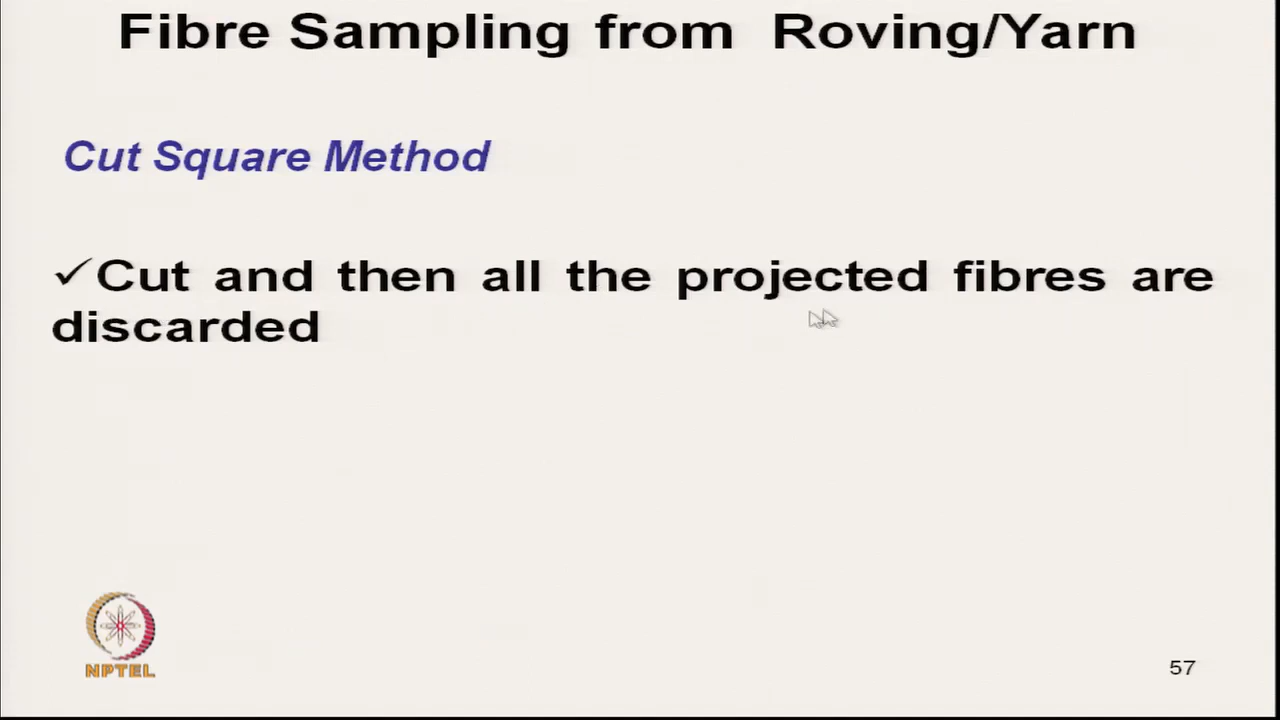 Fibre Sampling from Roving/Yarn
Cut Square Method
✓Cut and then all the projected fibres are
discarded
NPTEL
57